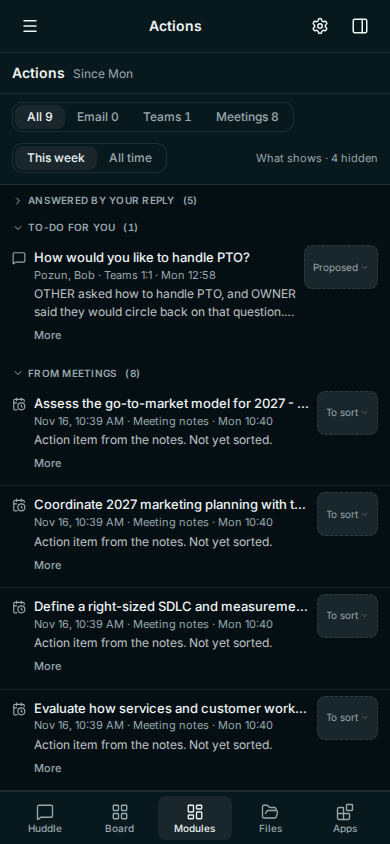 Actions
Actions Since Mon
All 9 Email 0 Teams 1 Meetings 8
This week All time What shows · 4 hidden
ANSWERED BY YOUR REPLY (5)
TO-DO FOR YOU (1)
How would you like to handle PTO?
Pozun, Bob · Teams 1:1 · Mon 12:58
Proposed
OTHER asked how to handle PTO, and OWNER
said they would circle back on that question....
More
FROM MEETINGS (8)
Assess the go-to-market model for 2027 - ...
Nov 16, 10:39 AM · Meeting notes · Mon 10:40
To sort
Action item from the notes. Not yet sorted.
More
Coordinate 2027 marketing planning with t...
Nov 16, 10:39 AM · Meeting notes · Mon 10:40
To sort
Action item from the notes. Not yet sorted.
More
Define a right-sized SDLC and measureme...
Nov 16, 10:39 AM · Meeting notes · Mon 10:40
To sort
Action item from the notes. Not yet sorted.
More
Evaluate how services and customer work...
Nov 16, 10:39 AM · Meeting notes · Mon 10:40
To sort
Action item from the notes. Not yet sorted.
More
Huddle Board Modules Files Apps